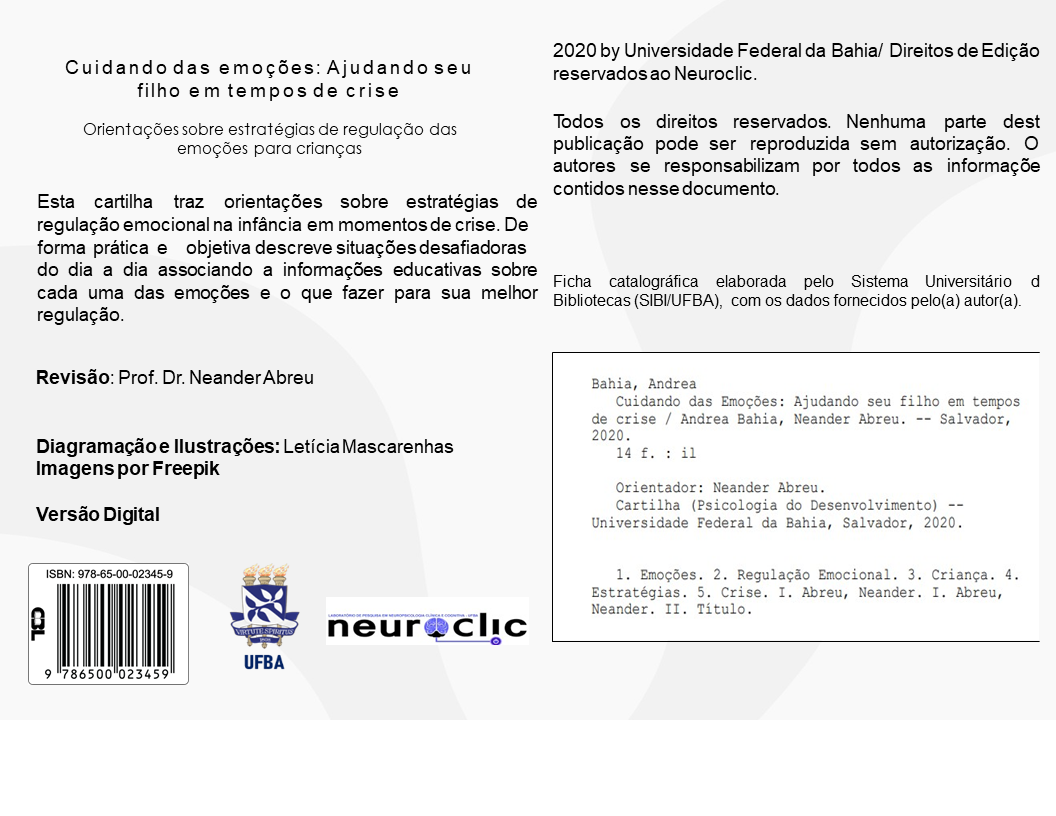 Cuidando das emoções: Ajudando seu
filho em tempos de crise
Orientações sobre estratégias de regulação das
emoções para crianças
Esta cartilha traz orientações sobre estratégias de
regulação emocional na infância em momentos de crise. De
forma prática e objetiva descreve situações desafiadoras
do dia a dia associando a informações educativas sobre
cada uma das emoções e o que fazer para sua melhor
regulação.
Revisão: Prof. Dr. Neander Abreu
Diagramação e Ilustrações: Letícia Mascarenhas
Imagens por Freepik
Versão Digital
ISBN: 978-65-00-02345-9
CBL
9 786500 023459
VIRTUTE SPIRITUS
UFBA
LABORATÓRIO DE PESQUISA EM NEUROPSICOLOGIA CLÍNICA E COGNITIVA - UFBA
neuroclic
2020 by Universidade Federal da Bahia/ Direitos de Edição
reservados ao Neuroclic.
Todos os direitos reservados. Nenhuma parte dest
publicação pode ser reproduzida sem autorização. O
autores se responsabilizam por todos as informaçõe
contidos nesse documento.
Ficha catalográfica elaborada pelo Sistema Universitário d
Bibliotecas (SIBI/UFBA), com os dados fornecidos pelo(a) autor(a).
Bahia, Andrea
Cuidando das Emoções: Ajudando seu filho em tempos
de crise / Andrea Bahia, Neander Abreu. -- Salvador,
2020.
14 f. : il
Orientador: Neander Abreu.
Cartilha (Psicologia do Desenvolvimento) --
Universidade Federal da Bahia, Salvador, 2020.
1. Emoções. 2. Regulação Emocional. 3. Criança. 4.
Estratégias. 5. Crise. I. Abreu, Neander. I. Abreu,
Neander. II. Título.